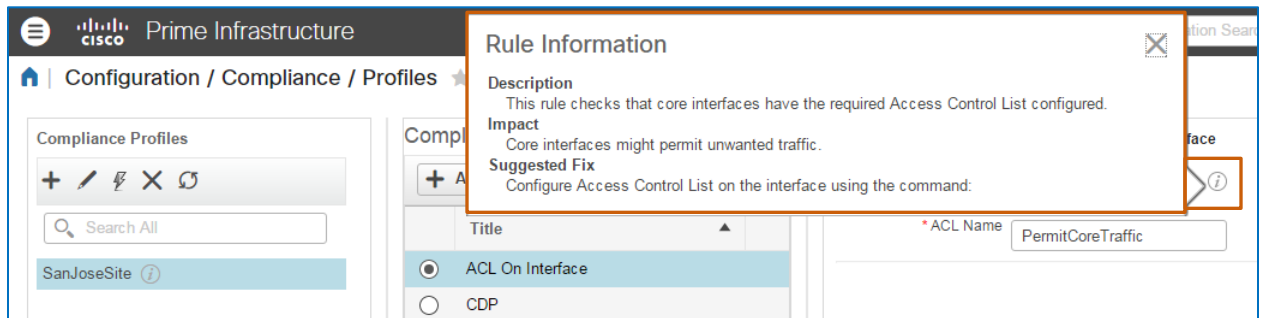 cisco Prime Infrastructure
Configuration / Compliance / Profiles
Rule Information
Description
This rule checks that core interfaces have the required Access Control List configured.
Impact
Core interfaces might permit unwanted traffic.
Suggested Fix
Configure Access Control List on the interface using the command:
Compliance Profiles
Search All
SanJoseSite
Title
ACL On Interface
CDP
* ACL Name PermitCoreTraffic